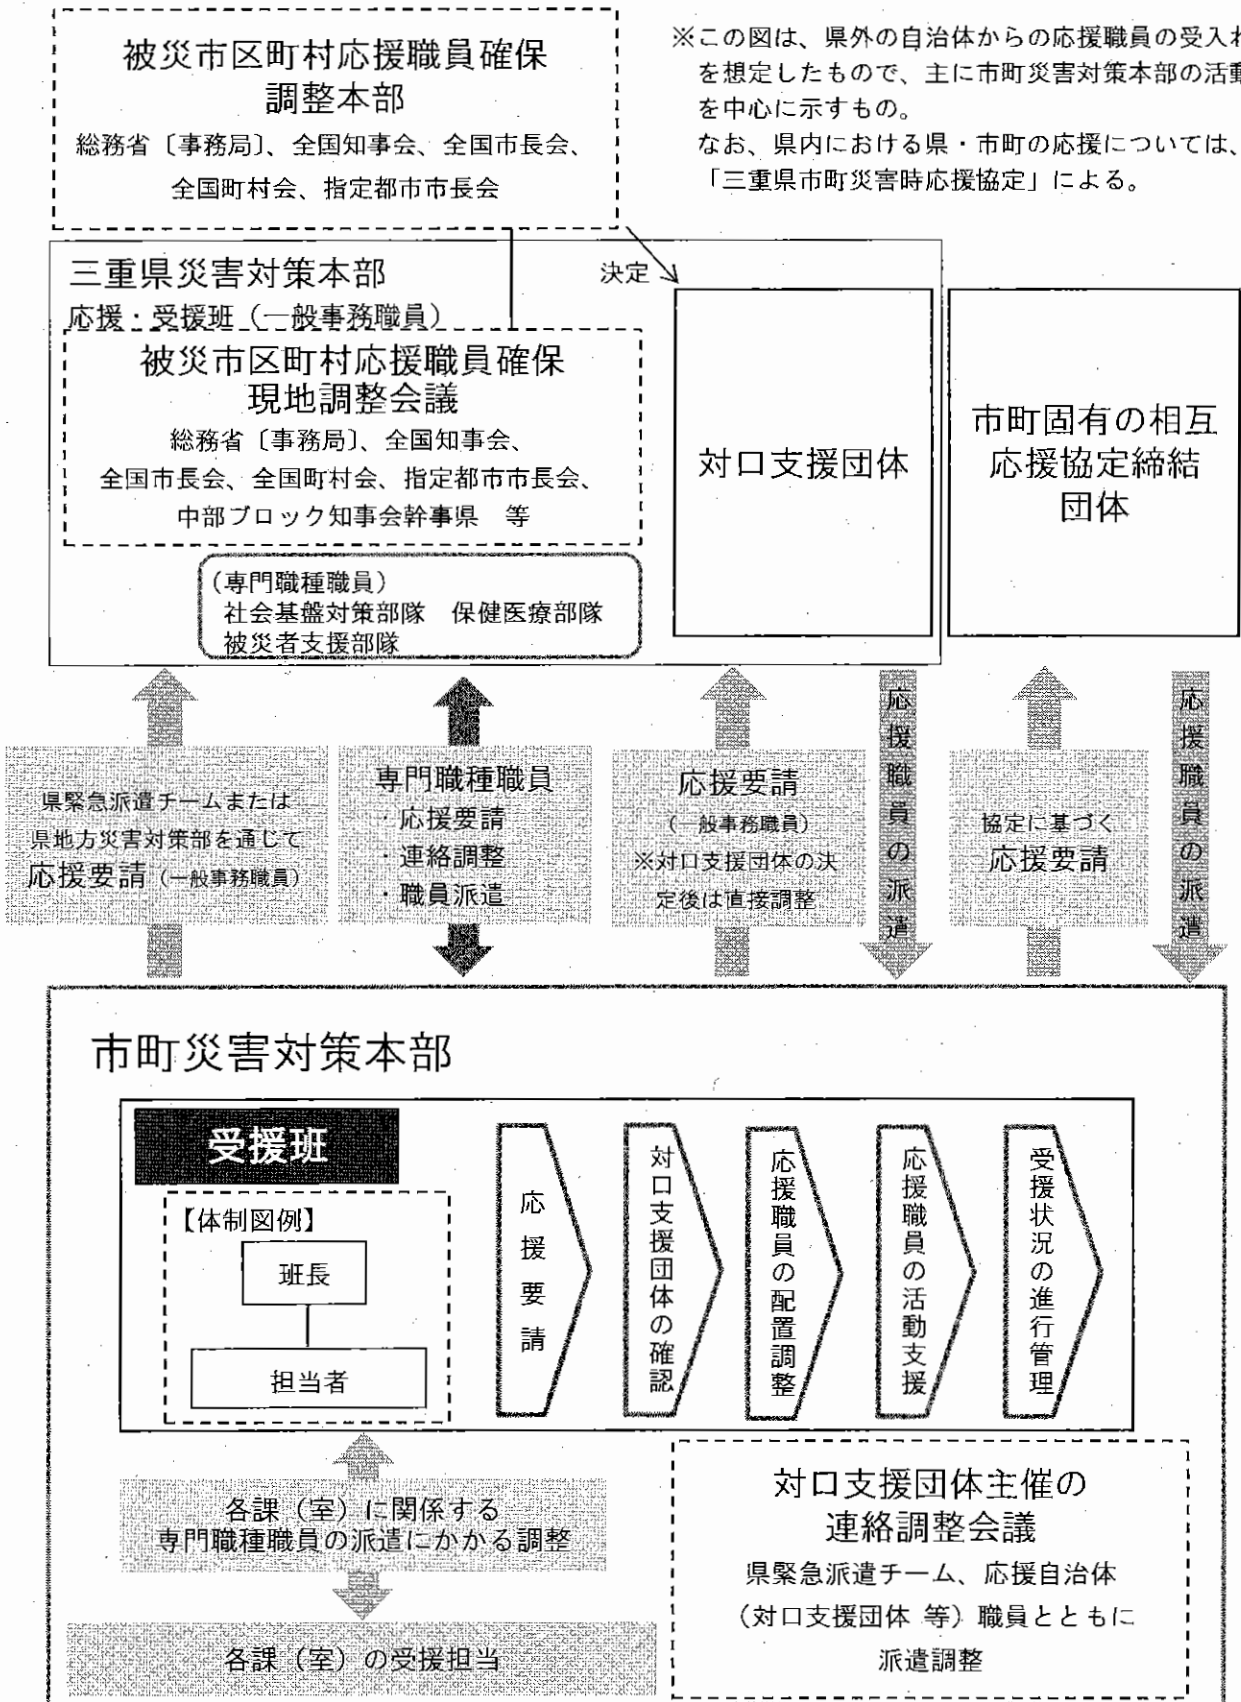 被災市区町村応援職員確保
調整本部
総務省〔事務局〕、全国知事会、全国市長会、
全国町村会、指定都市市長会
※この図は、県外の自治体からの応援職員の受入れ
を想定したもので、主に市町災害対策本部の活動
を中心に示すもの。
なお、県内における県・市町の応援については、
「三重県市町災害時応援協定」による。
三重県災害対策本部
応援・受援班（一般事務職員）
決定
被災市区町村応援職員確保
現地調整会議
総務省〔事務局〕、全国知事会、
全国市長会、全国町村会、指定都市市長会、
中部ブロック知事会幹事県　等
（専門職種職員）
社会基盤対策部隊　保健医療部隊
被災者支援部隊
対口支援団体
市町固有の相互
応援協定締結
団体
県緊急派遣チームまたは
県地方災害対策部を通じて
応援要請（一般事務職員）
専門職種職員
・応援要請
・連絡調整
・職員派遣
応援要請
（一般事務職員）
※対口支援団体の決
定後は直接調整
応援職員の派遣
協定に基づく
応援要請
応援職員の派遣
市町災害対策本部
受援班
【体制図例】
班長
担当者
応援要請
対口支援団体の確認
応援職員の配置調整
応援職員の活動支援
受援状況の進行管理
各課（室）に関係する
専門職種職員の派遣にかかる調整
各課（室）の受援担当
対口支援団体主催の
連絡調整会議
県緊急派遣チーム、応援自治体
（対口支援団体 等）職員とともに
派遣調整